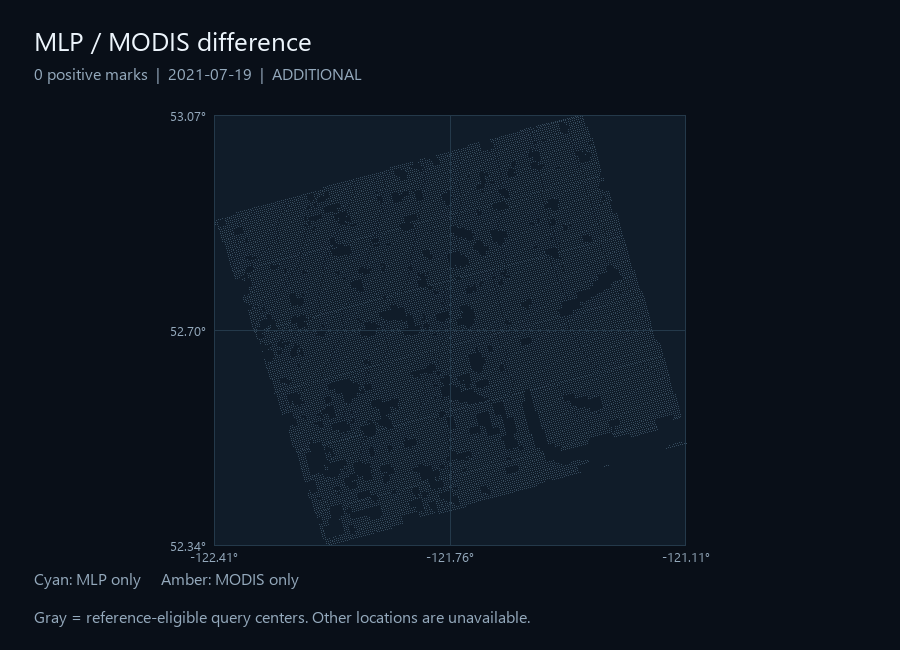 MLP / MODIS difference
0 positive marks | 2021-07-19 | ADDITIONAL
53.07°
52.70°
52.34°
-122.41° -121.76° -121.11°
Cyan: MLP only Amber: MODIS only
Gray = reference-eligible query centers. Other locations are unavailable.